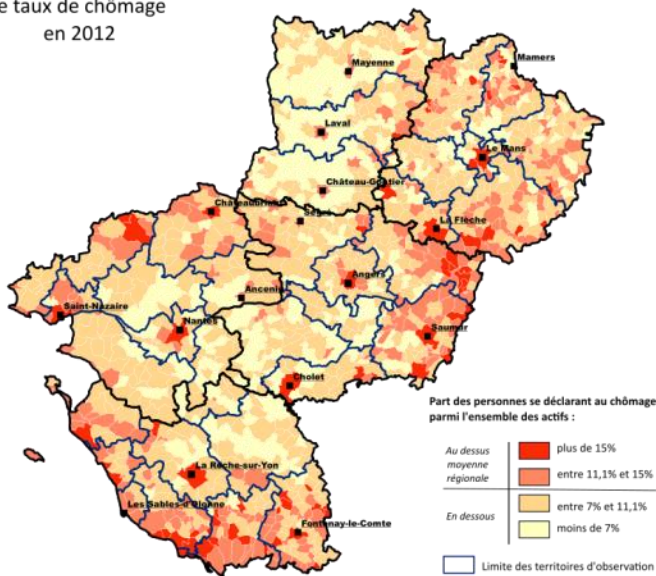 e taux de chômage
en 2012
Mayenne
Mamers
Laval
Le Mans
Château-Gontier
Châteaubriant
Segré
La Flèche
Angers
Ancenis
Saint-Nazaire
Nantes
Saumur
Cholet
Part des personnes se déclarant au chômage
parmi l'ensemble des actifs :
Au dessus
moyenne
régionale
plus de 15%
entre 11,1% et 15%
En dessous
entre 7% et 11,1%
moins de 7%
La Roche-sur-Yon
Les Sables-d'Olonne
Fontenay-le-Comte
Limite des territoires d'observation